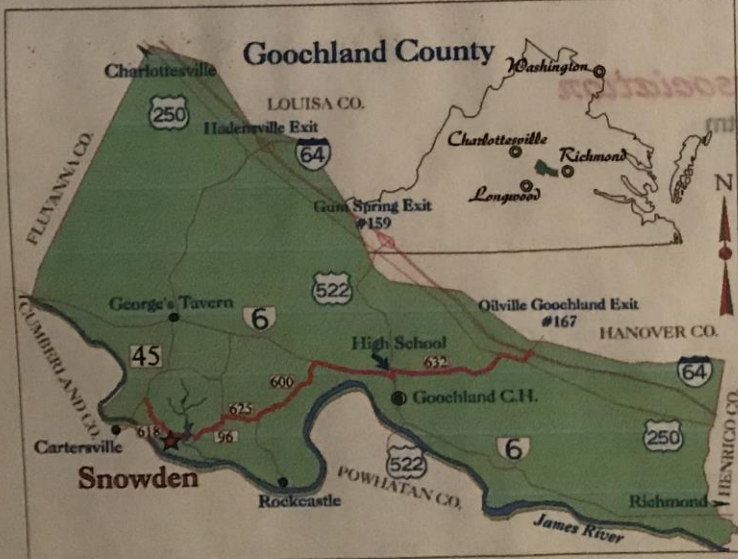 Goochland County
Washington
Charlottesville
LOUISA CO.
sociation
250
Hadensville Exit
64
Charlottesville
Richmond
Longwood
FLUVANNA CO.
N
Gum Spring Exit
#159
522
George's Tavern
6
Oilville Goochland Exit
#167
HANOVER CO.
High School
632
64
45
CUMBERLAND CO.
600
Goochland C.H.
625
618
96
Cartersville
6
250
HENRICO CO.
Snowden
522
POWHATAN CO.
Rockcastle
Richmond
James River